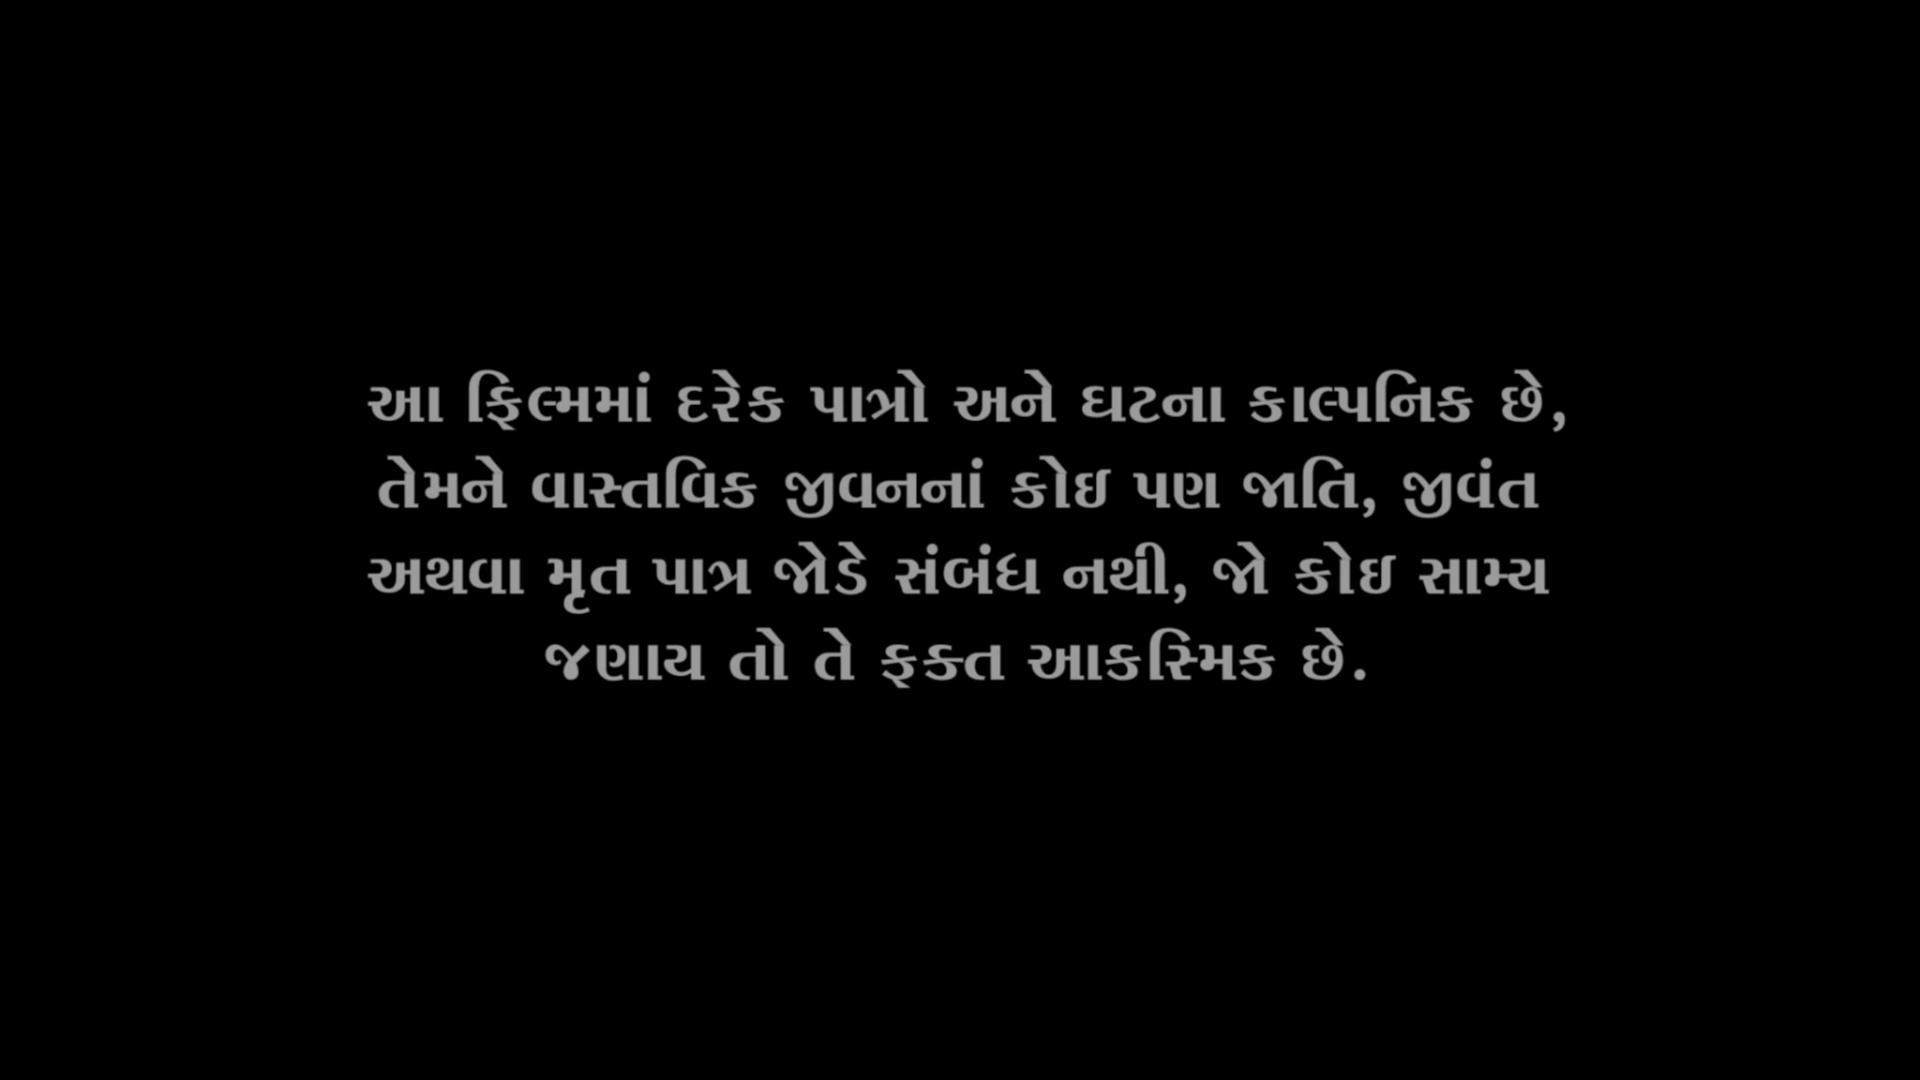 આ ફિલ્મમાં દરેક પાત્રો અને ઘટના કાલ્પનિક છે,
તેમને વાસ્તવિક જીવનનાં કોઇ પણ જાતિ, જીવંત
અથવા મૃત પાત્ર જોડે સંબંધ નથી, જો કોઇ સામ્ય
જણાય તો તે ફક્ત આકસ્મિક છે.